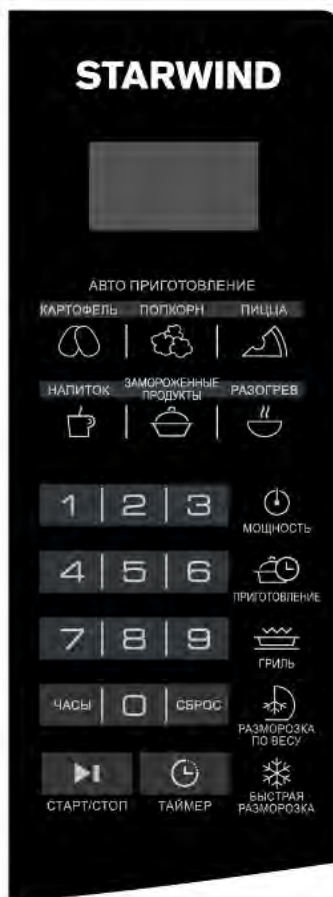 STARWIND
АВТО ПРИГОТОВЛЕНИЕ
КАРТОФЕЛЬ ПОПКОРН ПИЦЦА
НАПИТОК ЗАМОРОЖЕННЫЕ ПРОДУКТЫ РАЗОГРЕВ
1 2 3
МОЩНОСТЬ
4 5 6
ПРИГОТОВЛЕНИЕ
7 8 9
ГРИЛЬ
ЧАСЫ 0 СБРОС
РАЗМОРОЗКА
ПО ВЕСУ
СТАРТ/СТОП ТАЙМЕР
БЫСТРАЯ
РАЗМОРОЗКА